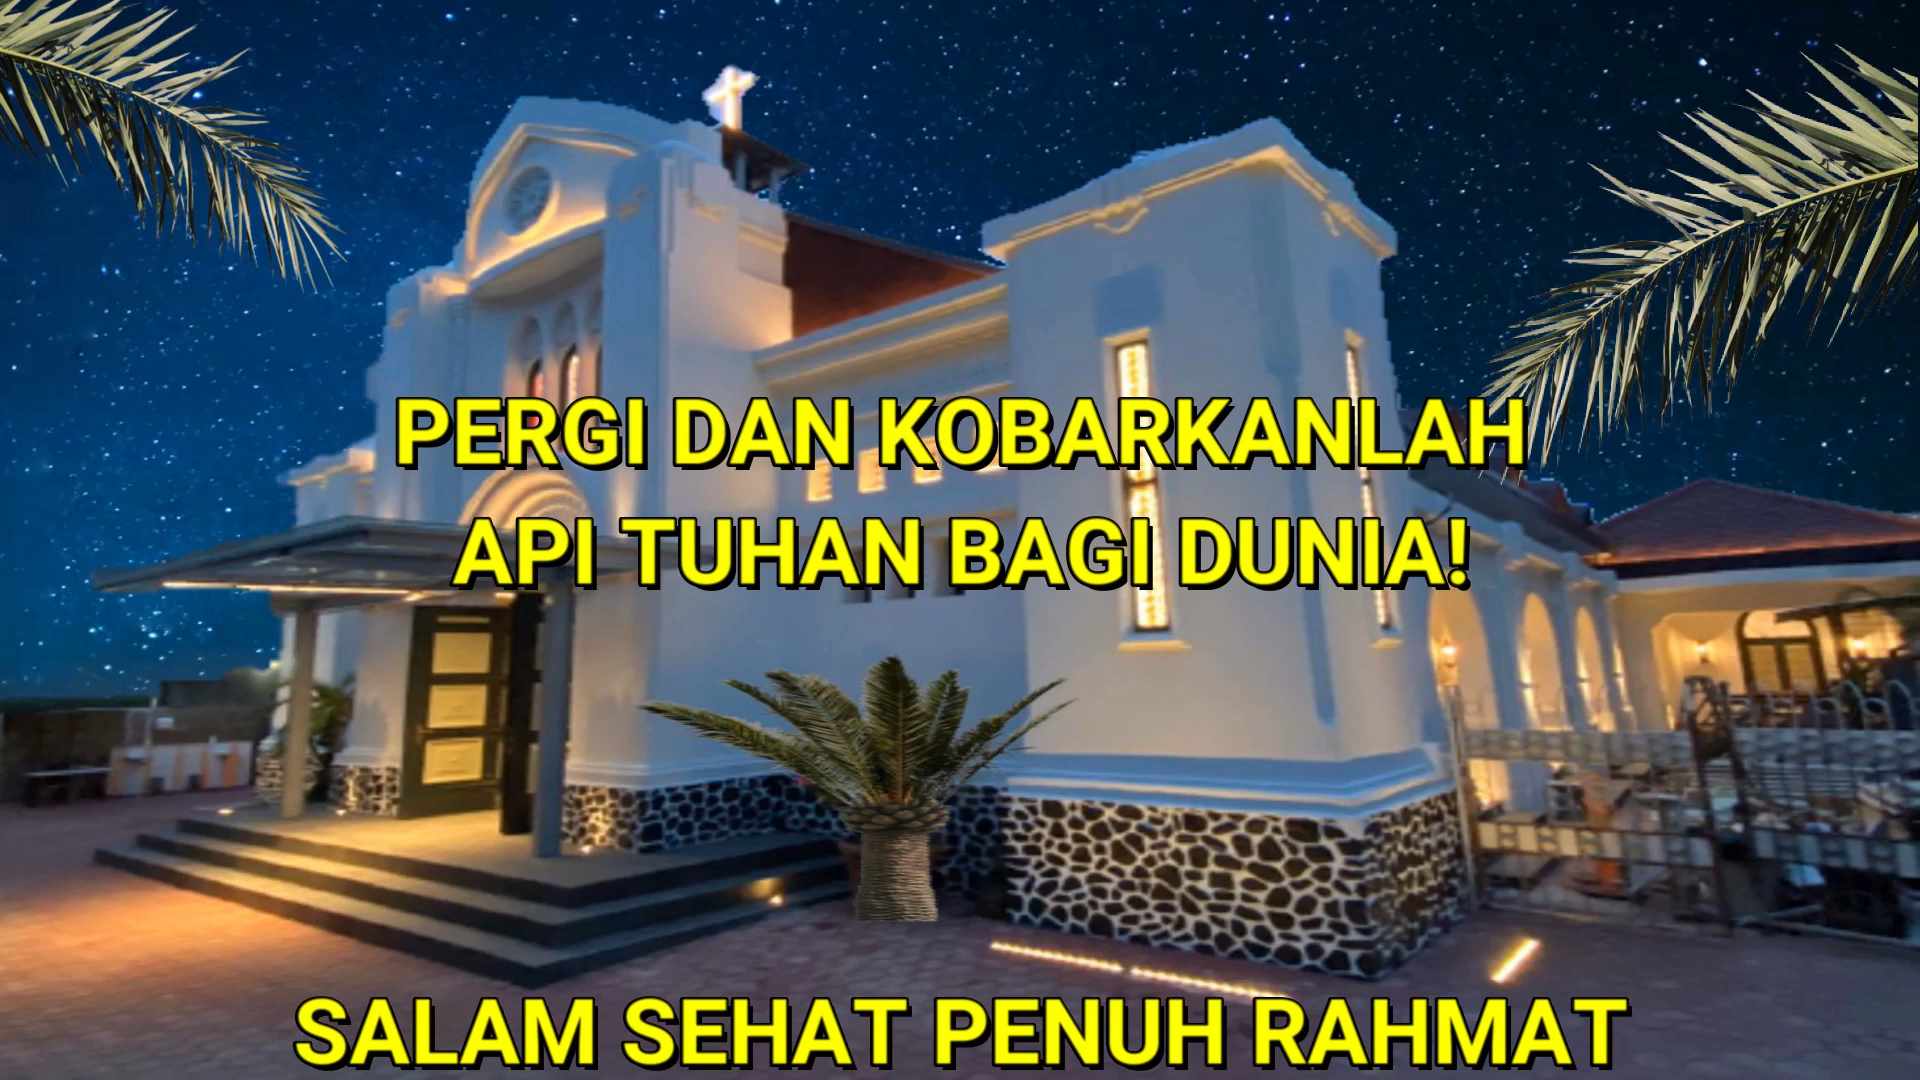 PERGI DAN KOBARKANLAH
API TUHAN BAGI DUNIA!
SALAM SEHAT PENUH RAHMAT